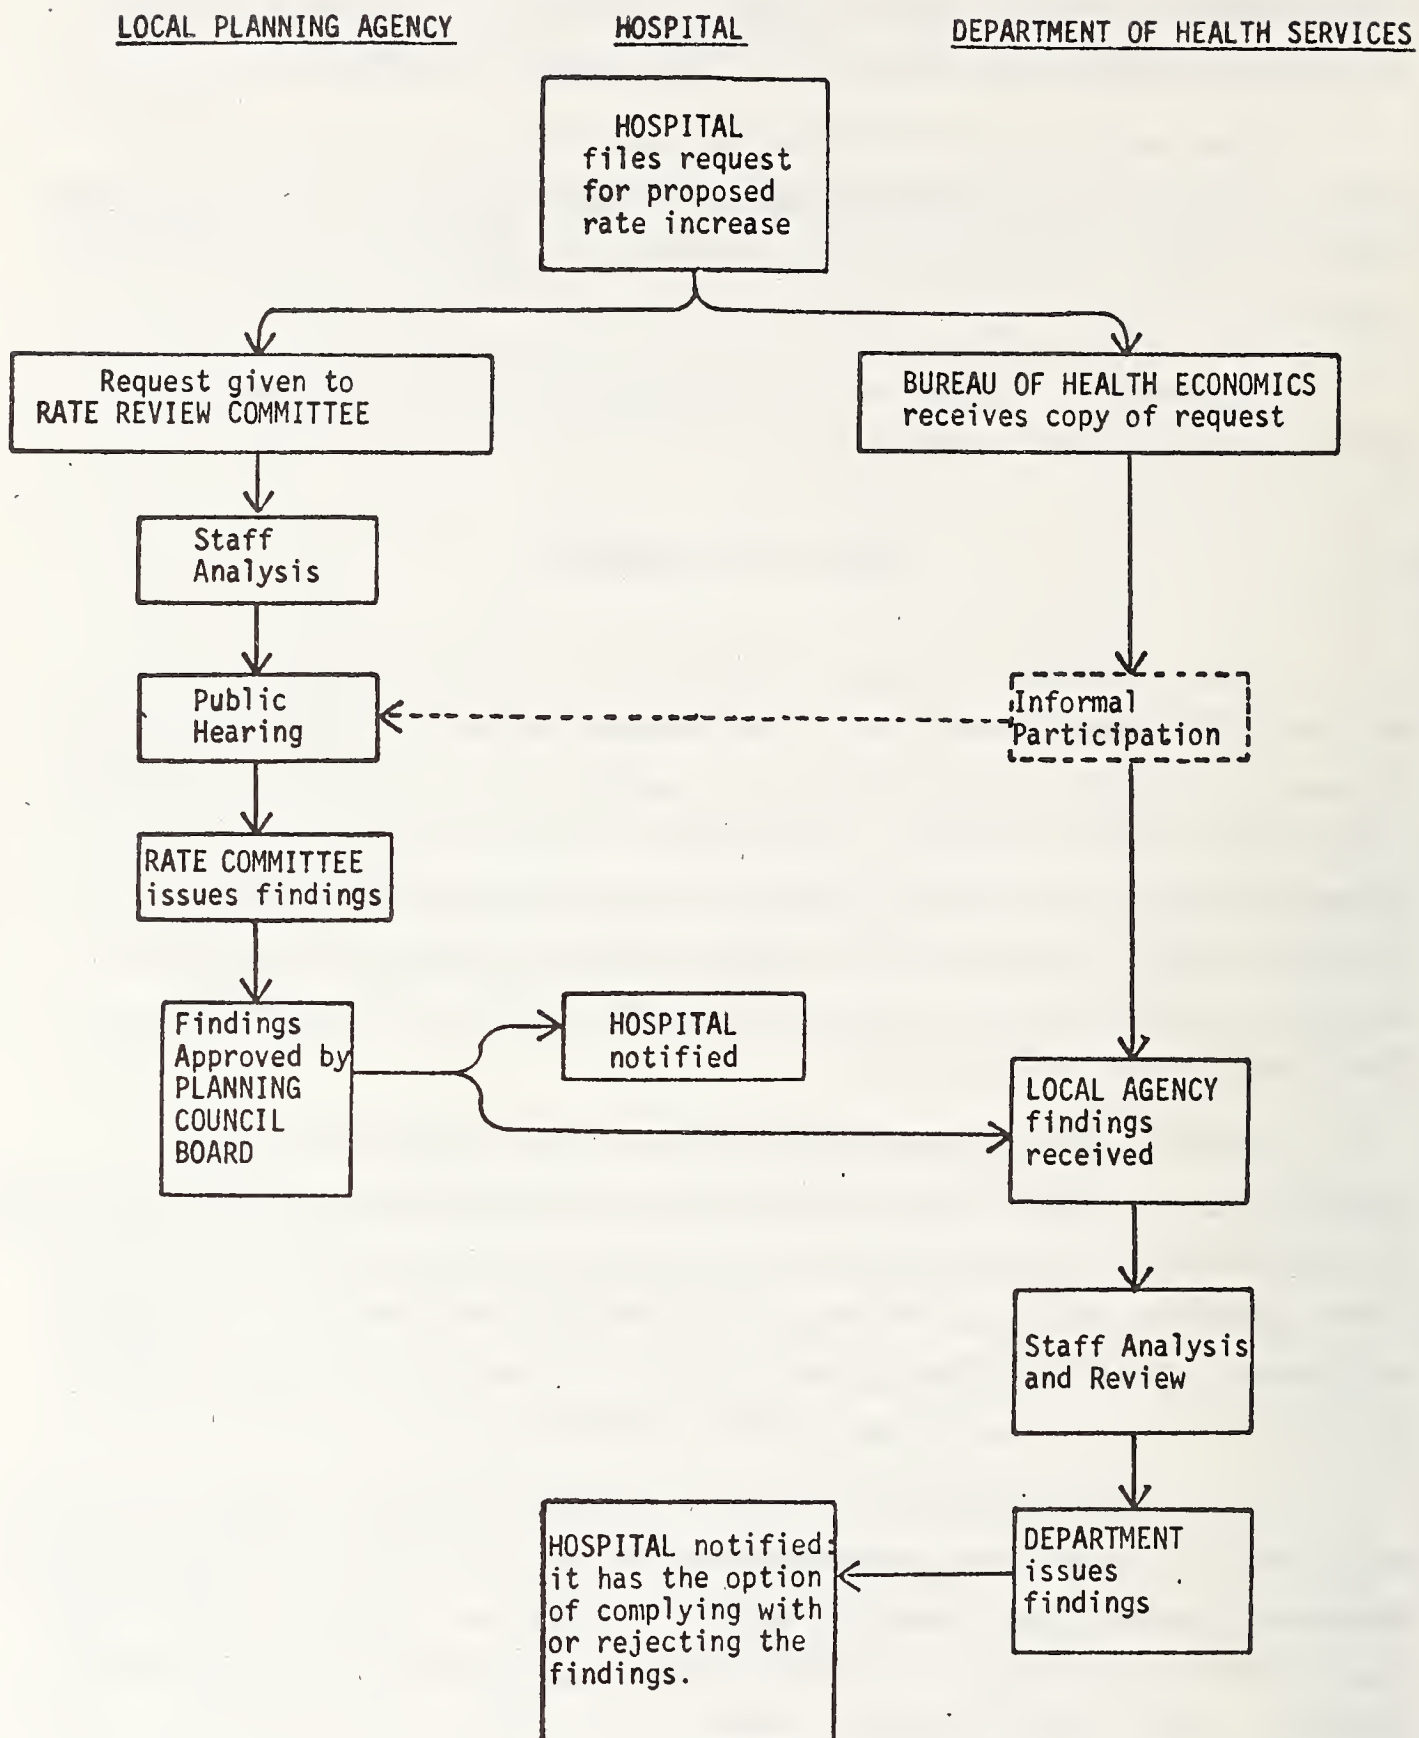 LOCAL PLANNING AGENCY
HOSPITAL
DEPARTMENT OF HEALTH SERVICES
HOSPITAL
files request
for proposed
rate increase
Request given to
RATE REVIEW COMMITTEE
BUREAU OF HEALTH ECONOMICS
receives copy of request
Staff
Analysis
Public
Hearing
Informal
Participation
RATE COMMITTEE
issues findings
Findings
Approved by
PLANNING
COUNCIL
BOARD
HOSPITAL
notified
LOCAL AGENCY
findings
received
Staff Analysis
and Review
DEPARTMENT
issues
findings
HOSPITAL notified:
it has the option
of complying with
or rejecting the
findings.